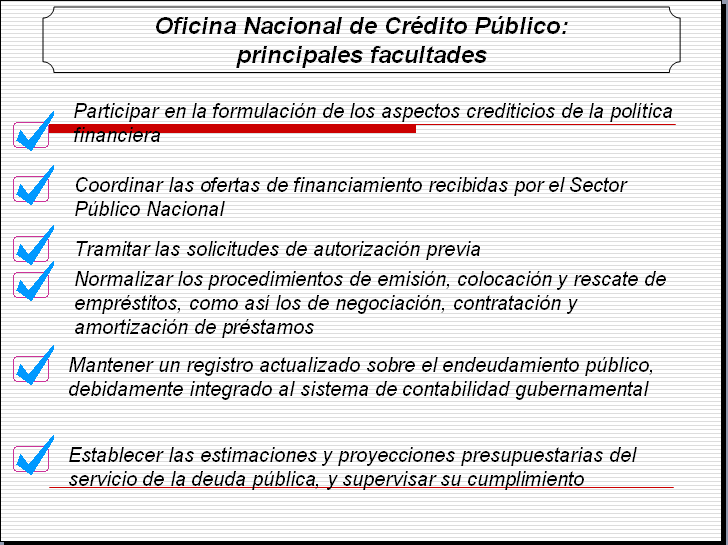 Oficina Nacional de Crédito Público:
principales facultades
Participar en la formulación de los aspectos crediticios de la política
financiera
Coordinar las ofertas de financiamiento recibidas por el Sector
Público Nacional
Tramitar las solicitudes de autorización previa
Normalizar los procedimientos de emisión, colocación y rescate de
empréstitos, como así los de negociación, contratación y
amortización de préstamos
Mantener un registro actualizado sobre el endeudamiento público,
debidamente integrado al sistema de contabilidad gubernamental
Establecer las estimaciones y proyecciones presupuestarias del
servicio de la deuda pública, y supervisar su cumplimiento